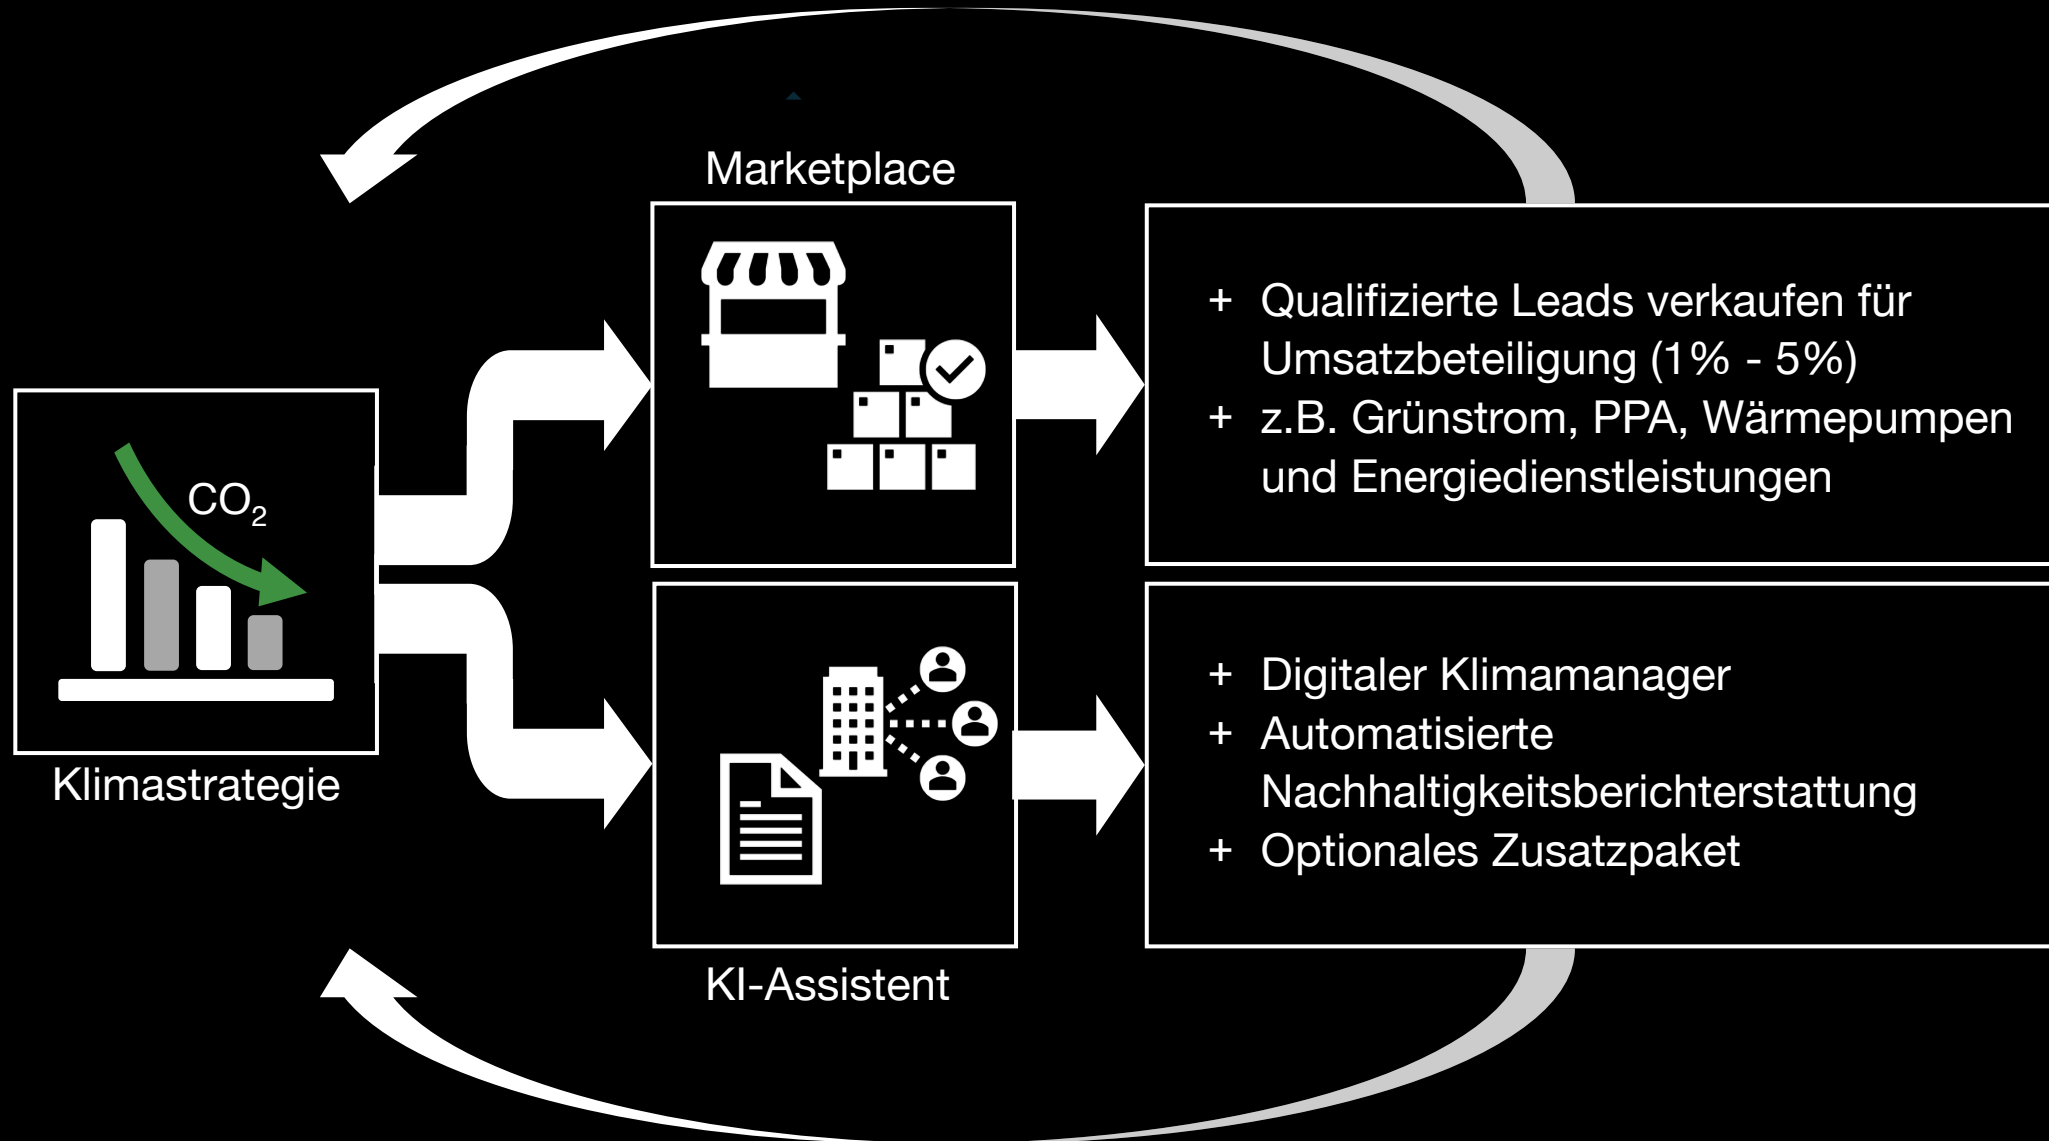 Marketplace
+ Qualifizierte Leads verkaufen für
Umsatzbeteiligung (1% - 5%)
+ z.B. Grünstrom, PPA, Wärmepumpen
und Energiedienstleistungen
CO₂
Klimastrategie
+ Digitaler Klimamanager
+ Automatisierte
Nachhaltigkeitsberichterstattung
+ Optionales Zusatzpaket
KI-Assistent